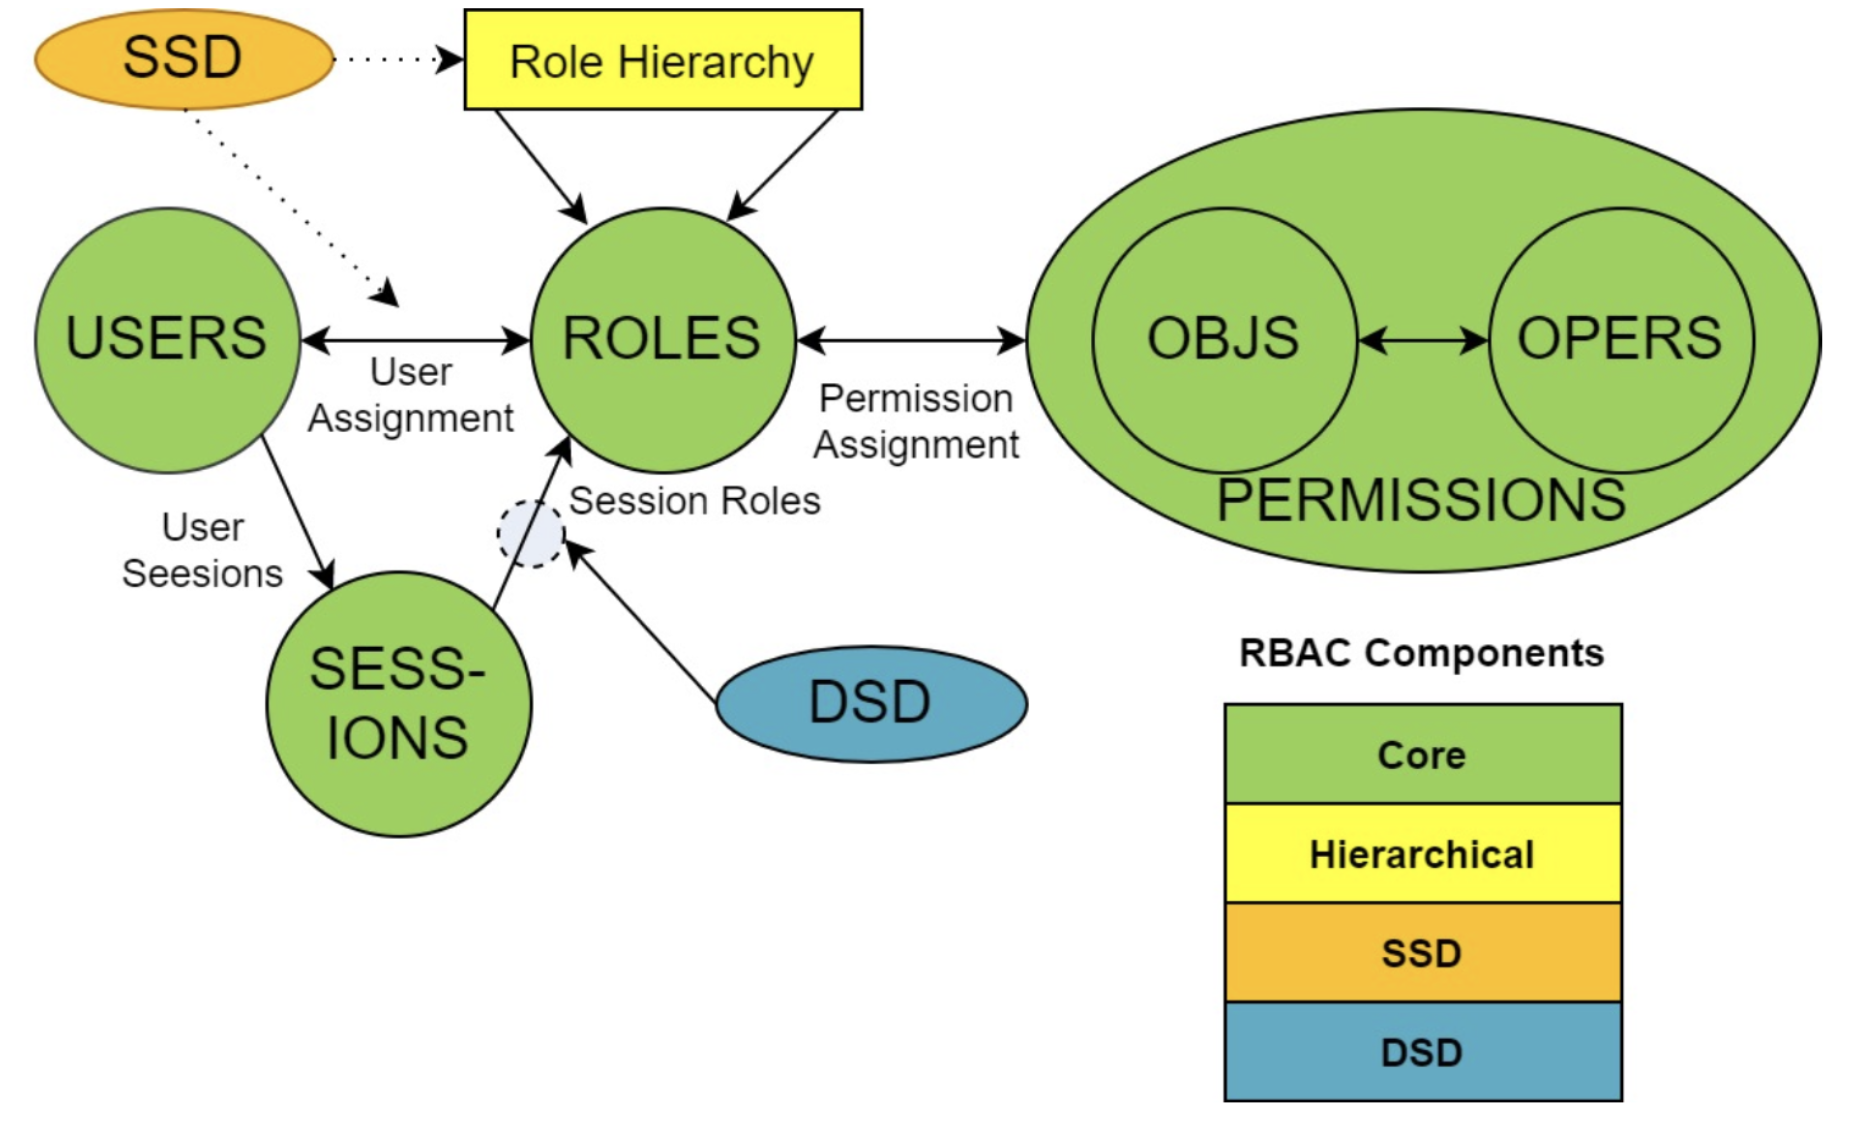 SSD
Role Hierarchy
USERS
ROLES
OBJS
OPERS
User
Assignment
Permission
Assignment
PERMISSIONS
Session Roles
User
Seesions
SESS-
IONS
DSD
RBAC Components
Core
Hierarchical
SSD
DSD